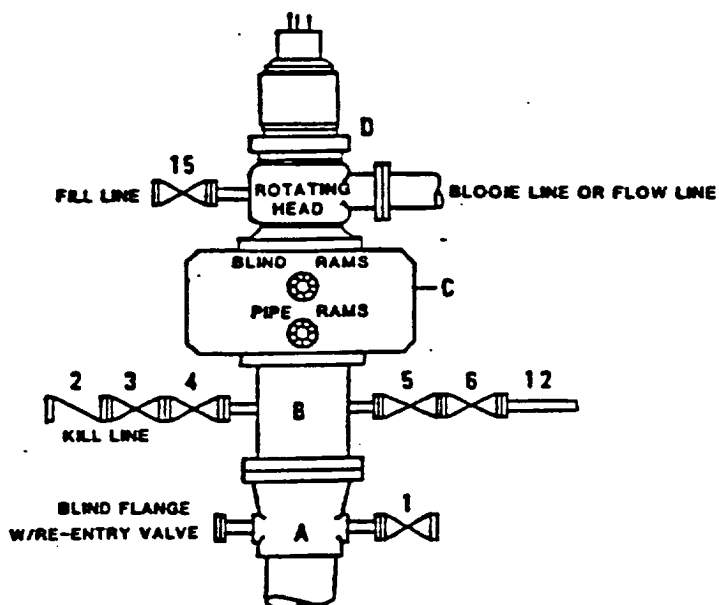 D
15
FILL LINE
ROTATING HEAD
BLOOIE LINE OR FLOW LINE
BLIND RAMS
C
PIPE RAMS
2 3 4
5 6 12
B
KILL LINE
BLIND FLANGE
W/RE-ENTRY VALVE
1
A